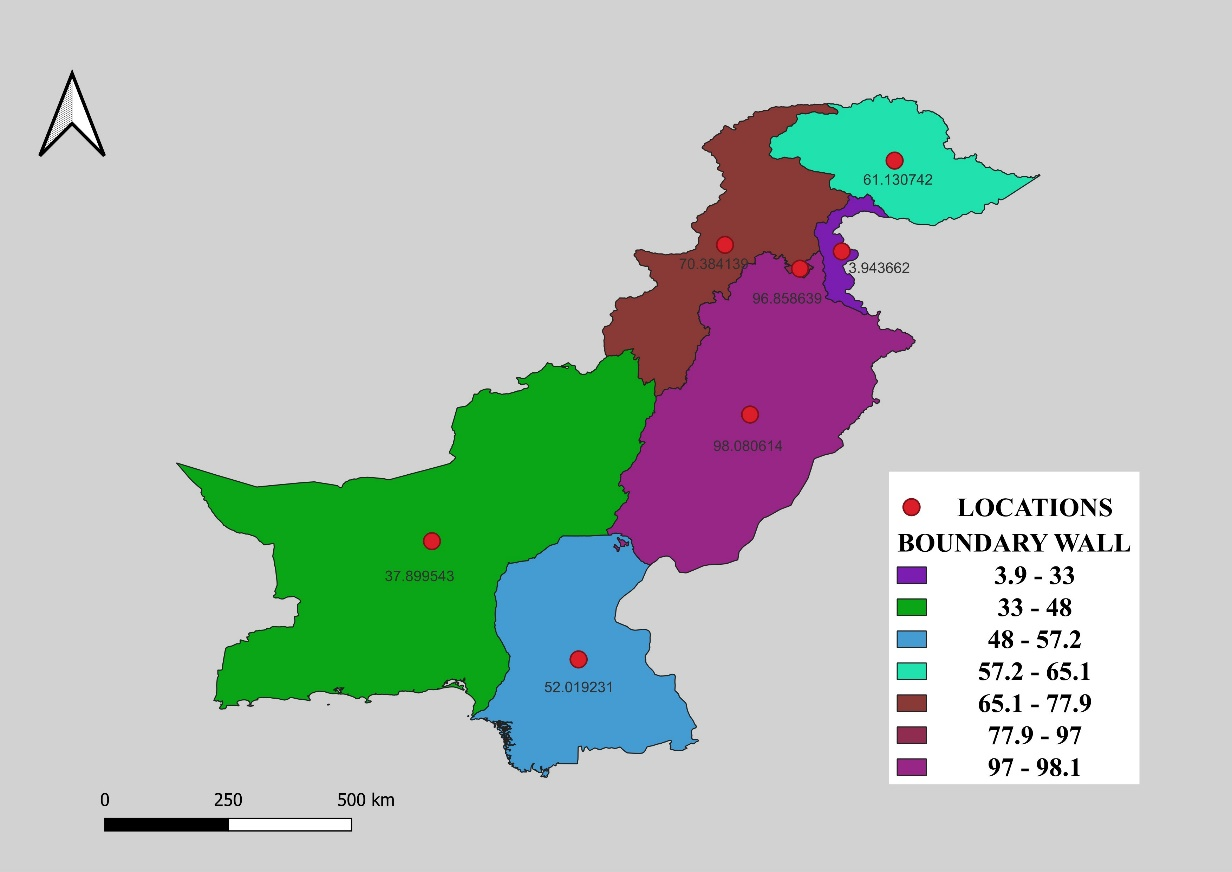 61.130742
70.384139
3.943662
96.858639
98.080614
37.899543
52.019231
LOCATIONS
BOUNDARY WALL
3.9 - 33
33 - 48
48 - 57.2
57.2 - 65.1
65.1 - 77.9
77.9 - 97
97 - 98.1
0 250 500 km